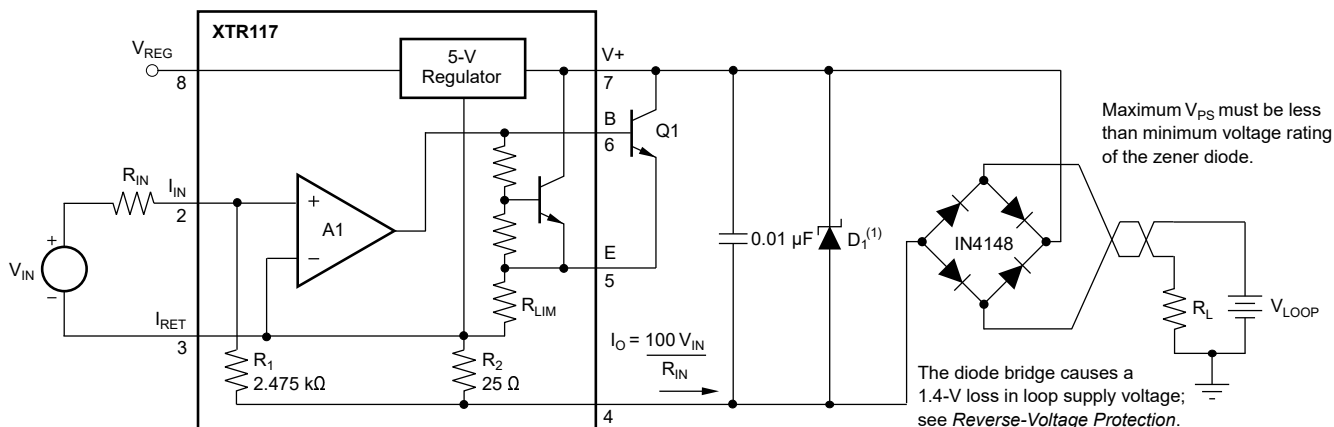 XTR117
V_REG
8
5-V
Regulator
V+
7
B
6
Q1
R_IN
I_IN
2
+
A1
−
V_IN
+
−
E
5
R_LIM
I_RET
3
R_1
2.475 kΩ
R_2
25 Ω
I_O = 100 V_IN
R_IN
4
0.01 µF
D_1^(1)
IN4148
Maximum V_PS must be less
than minimum voltage rating
of the zener diode.
R_L
V_LOOP
The diode bridge causes a
1.4-V loss in loop supply voltage;
see Reverse-Voltage Protection.